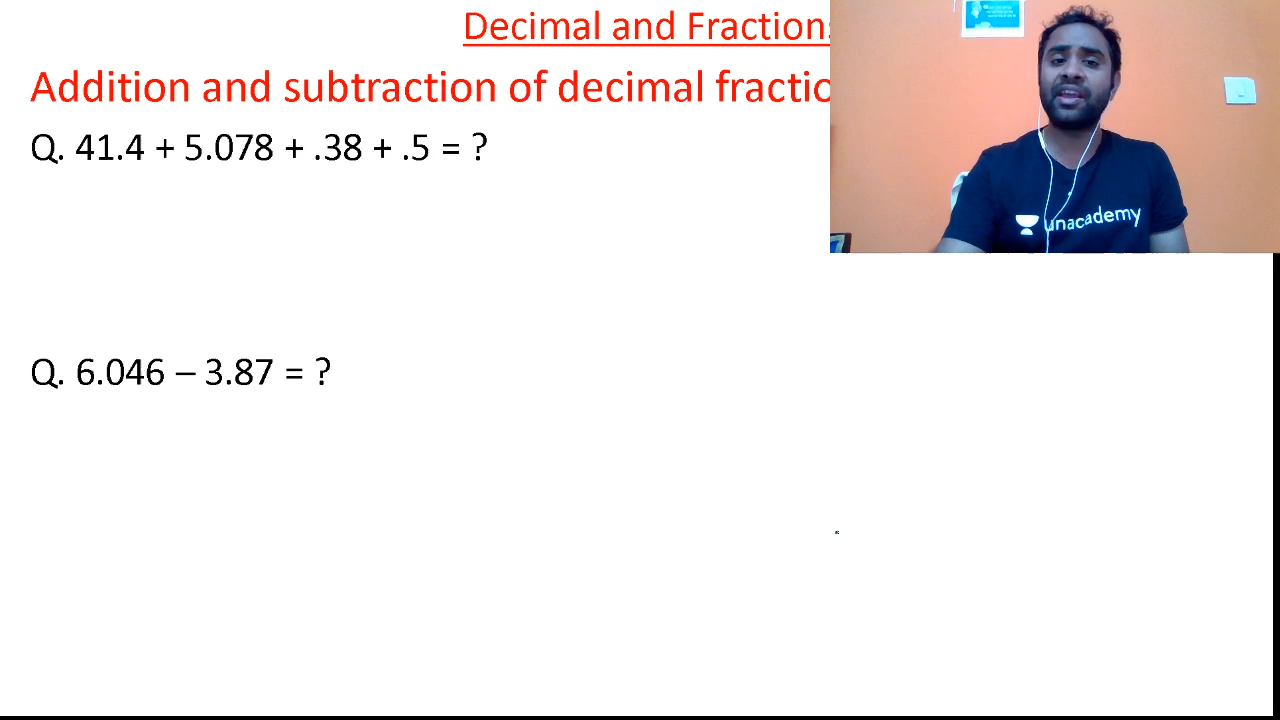 Decimal and Fractions
Addition and subtraction of decimal fractio
Q. 41.4 + 5.078 + .38 + .5 = ?
Q. 6.046 – 3.87 = ?
unacademy